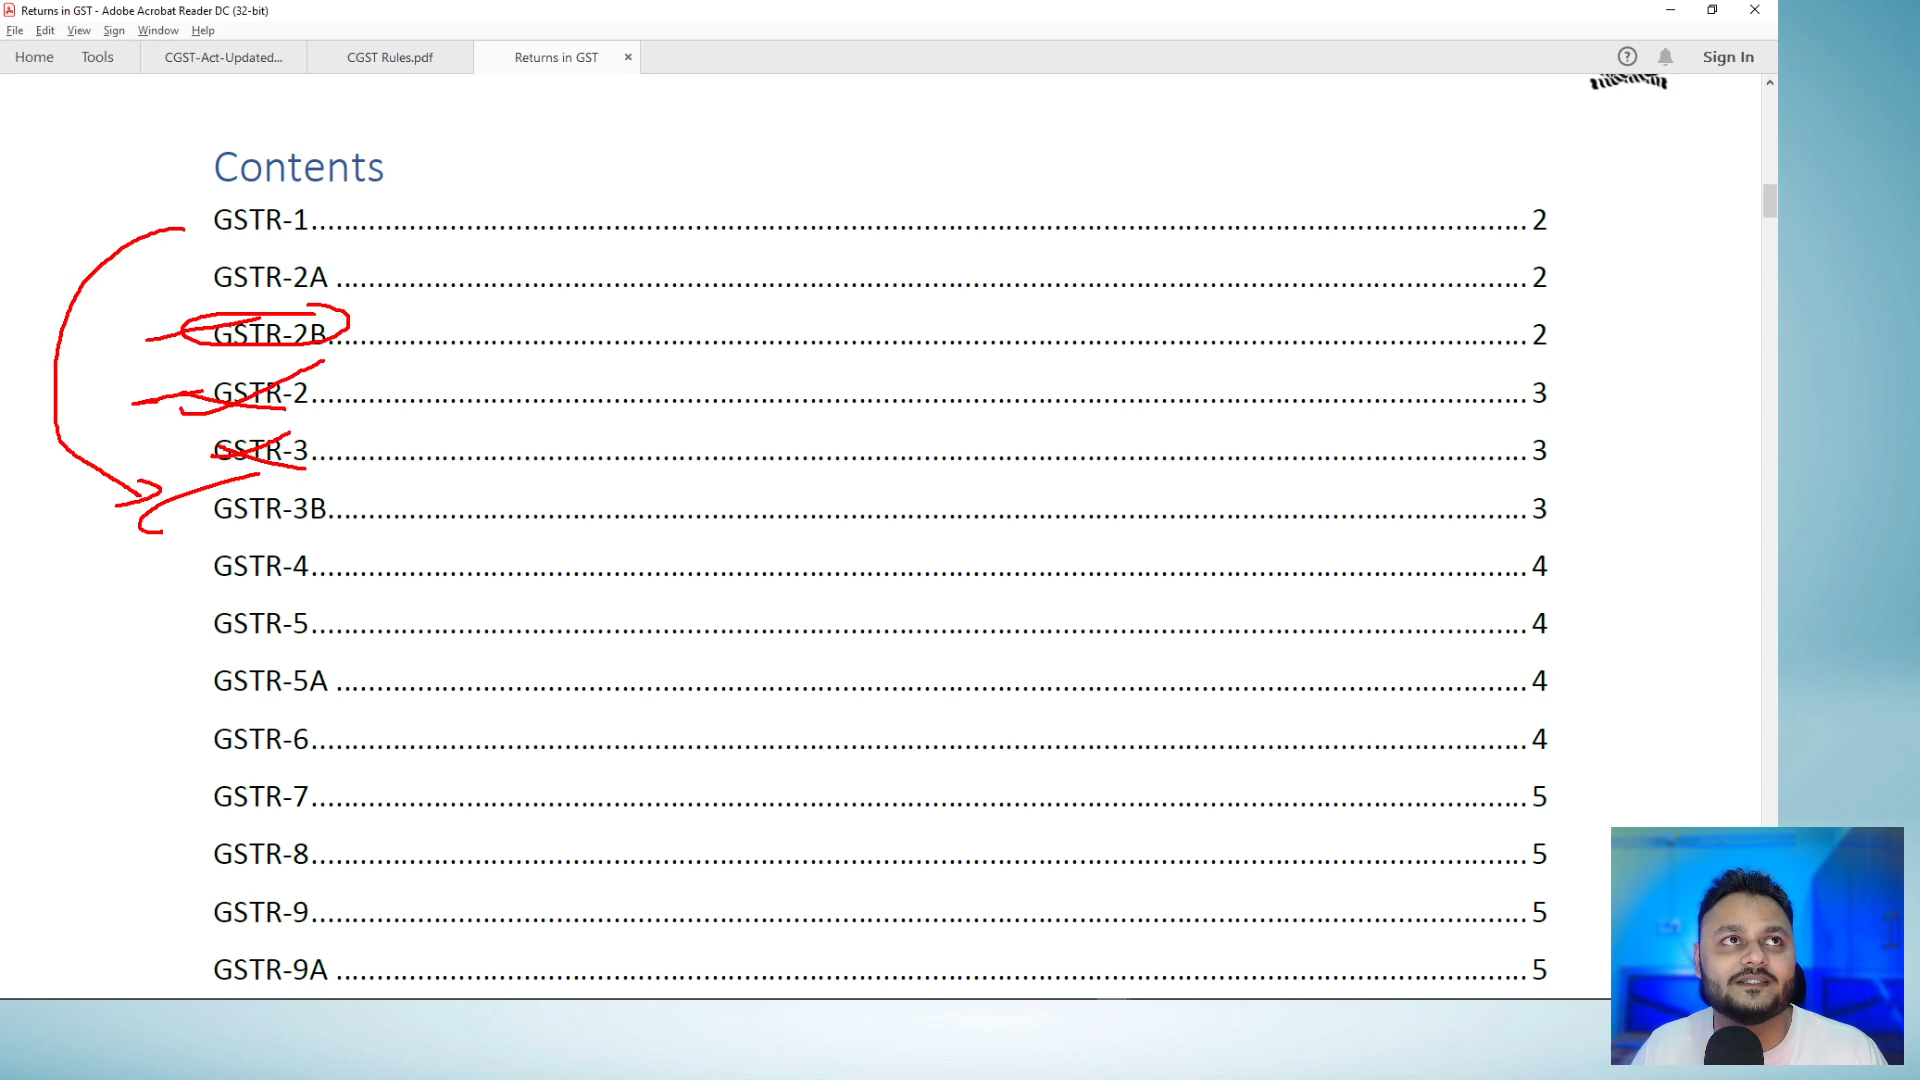 Returns in GST - Adobe Acrobat Reader DC (32-bit)
File Edit View Sign Window Help
Home Tools CGST-Act-Updated... CGST Rules.pdf Returns in GST × ? Sign In
Contents
GSTR-1 2
GSTR-2A 2
GSTR-2B 2
GSTR-2 3
GSTR-3 3
GSTR-3B 3
GSTR-4 4
GSTR-5 4
GSTR-5A 4
GSTR-6 4
GSTR-7 5
GSTR-8 5
GSTR-9 5
GSTR-9A 5